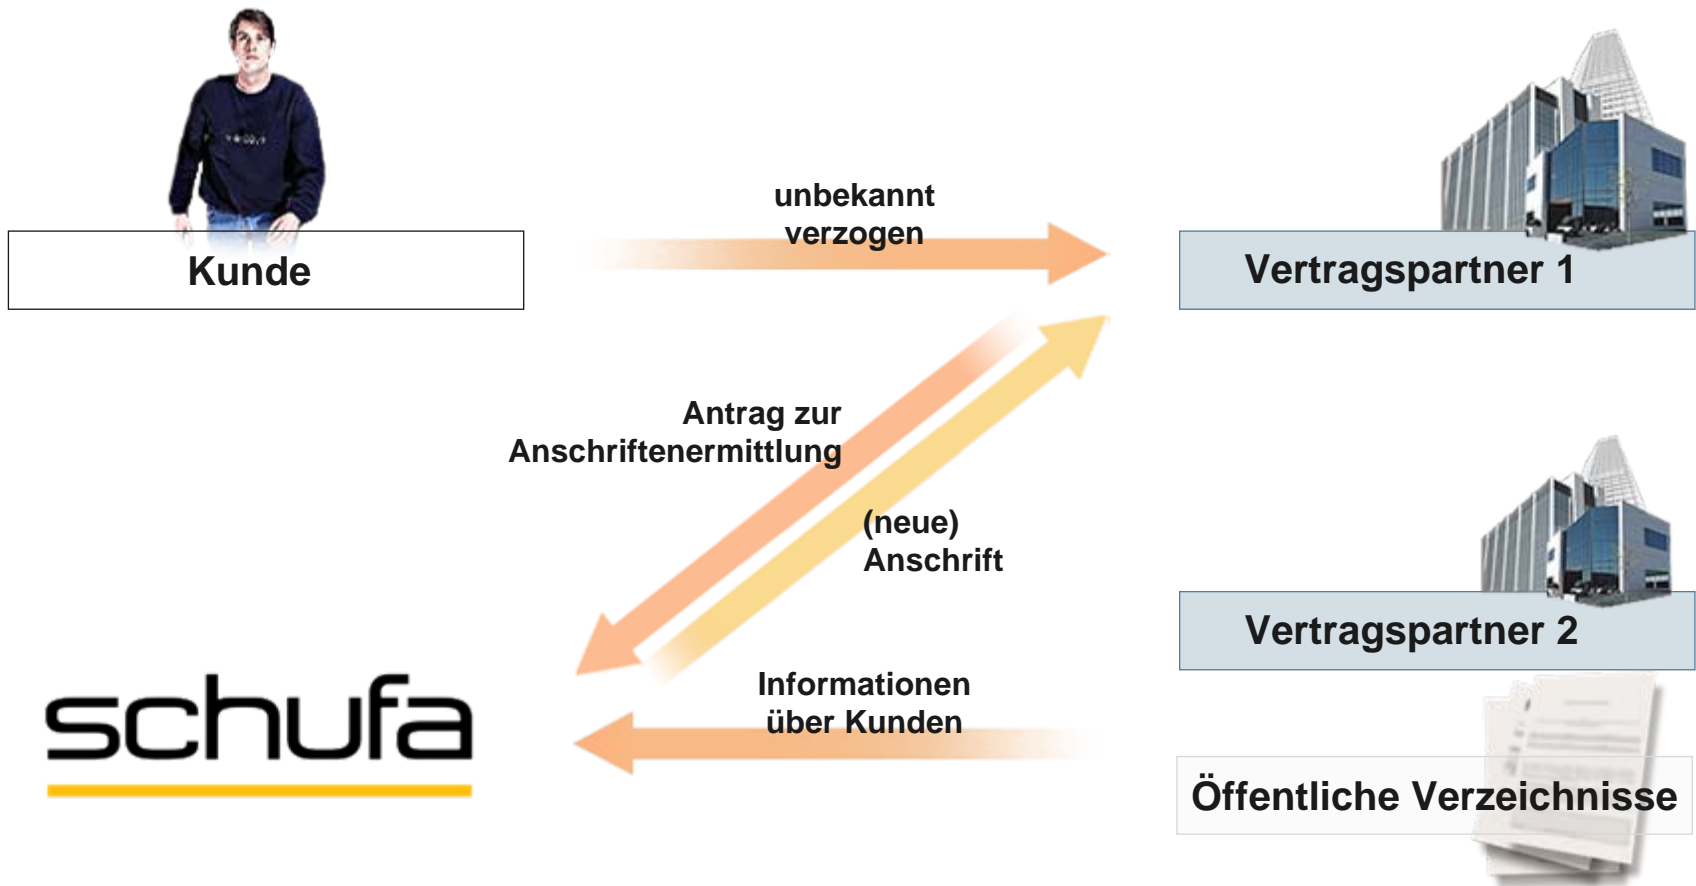 unbekannt
verzogen
Kunde
Vertragspartner 1
Antrag zur
Anschriftenermittlung
(neue)
Anschrift
Vertragspartner 2
schufa
Informationen
über Kunden
Öffentliche Verzeichnisse